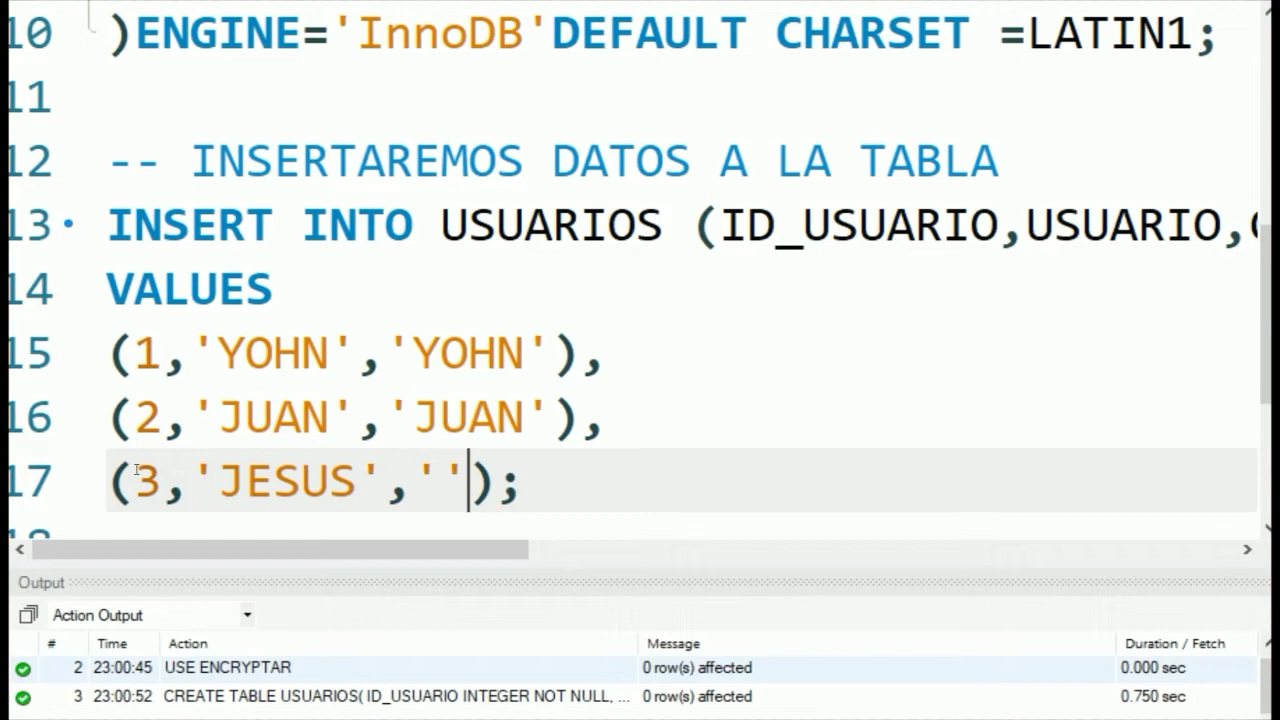 10 )ENGINE='InnoDB'DEFAULT CHARSET =LATIN1;
11
12 -- INSERTAREMOS DATOS A LA TABLA
13 INSERT INTO USUARIOS (ID_USUARIO,USUARIO,
14 VALUES
15 (1,'YOHN','YOHN'),
16 (2,'JUAN','JUAN'),
17 (3,'JESUS','');
Output
Action Output
# Time Action Message Duration / Fetch
2 23:00:45 USE ENCRYPTAR 0 row(s) affected 0.000 sec
3 23:00:52 CREATE TABLE USUARIOS( ID_USUARIO INTEGER NOT NULL, ... 0 row(s) affected 0.750 sec